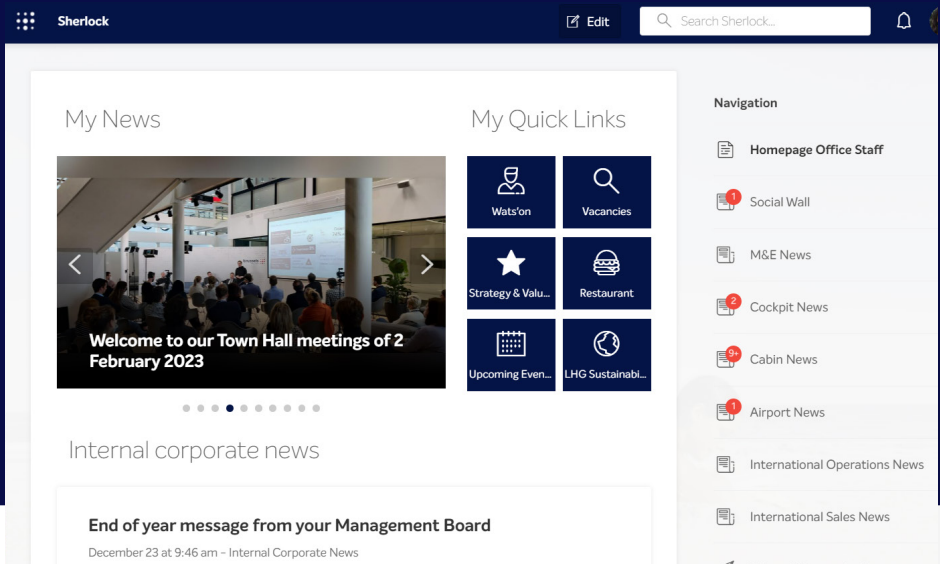 Sherlock
Edit
Search Sherlock...
My News
My Quick Links
Welcome to our Town Hall meetings of 2
February 2023
Wats'on
Vacancies
Strategy & Valu...
Restaurant
Upcoming Even...
LHG Sustainabi...
Internal corporate news
End of year message from your Management Board
December 23 at 9:46 am – Internal Corporate News
Navigation
Homepage Office Staff
1
Social Wall
M&E News
2
Cockpit News
9+
Cabin News
1
Airport News
International Operations News
International Sales News